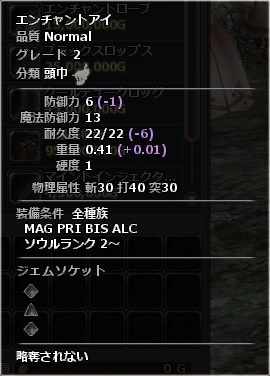 エンチャントアイ
品質 Normal
グレード 2
分類 頭巾
防御力 6 (-1)
魔法防御力 13
耐久度 22/22 (-6)
重量 0.41 (+0.01)
硬度 1
物理属性 斬30 打40 突30
装備条件 全種族
MAG PRI BIS ALC
ソウルランク 2～
ジェムソケット
略奪されない
0 G